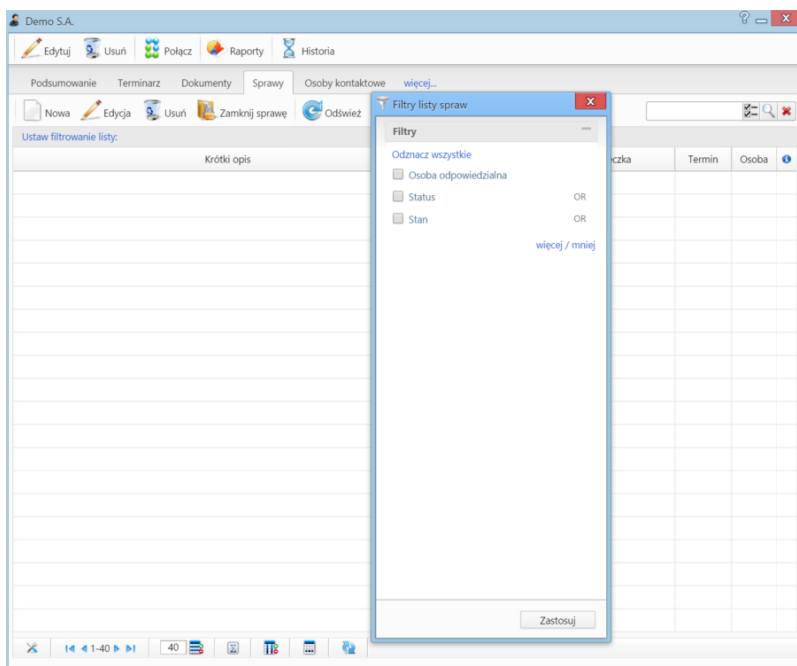 Demo S.A.
Edytuj Usuń Połącz Raporty Historia
Podsumowanie Terminarz Dokumenty Sprawy Osoby kontaktowe więcej...
Nowa Edycja Usuń Zamknij sprawę Odśwież
Ustaw filtrowanie listy:
Krótki opis czka Termin Osoba
Filtry listy spraw
Filtry
Odznacz wszystkie
Osoba odpowiedzialna
Status OR
Stan OR
więcej / mniej
Zastosuj
1-40 40